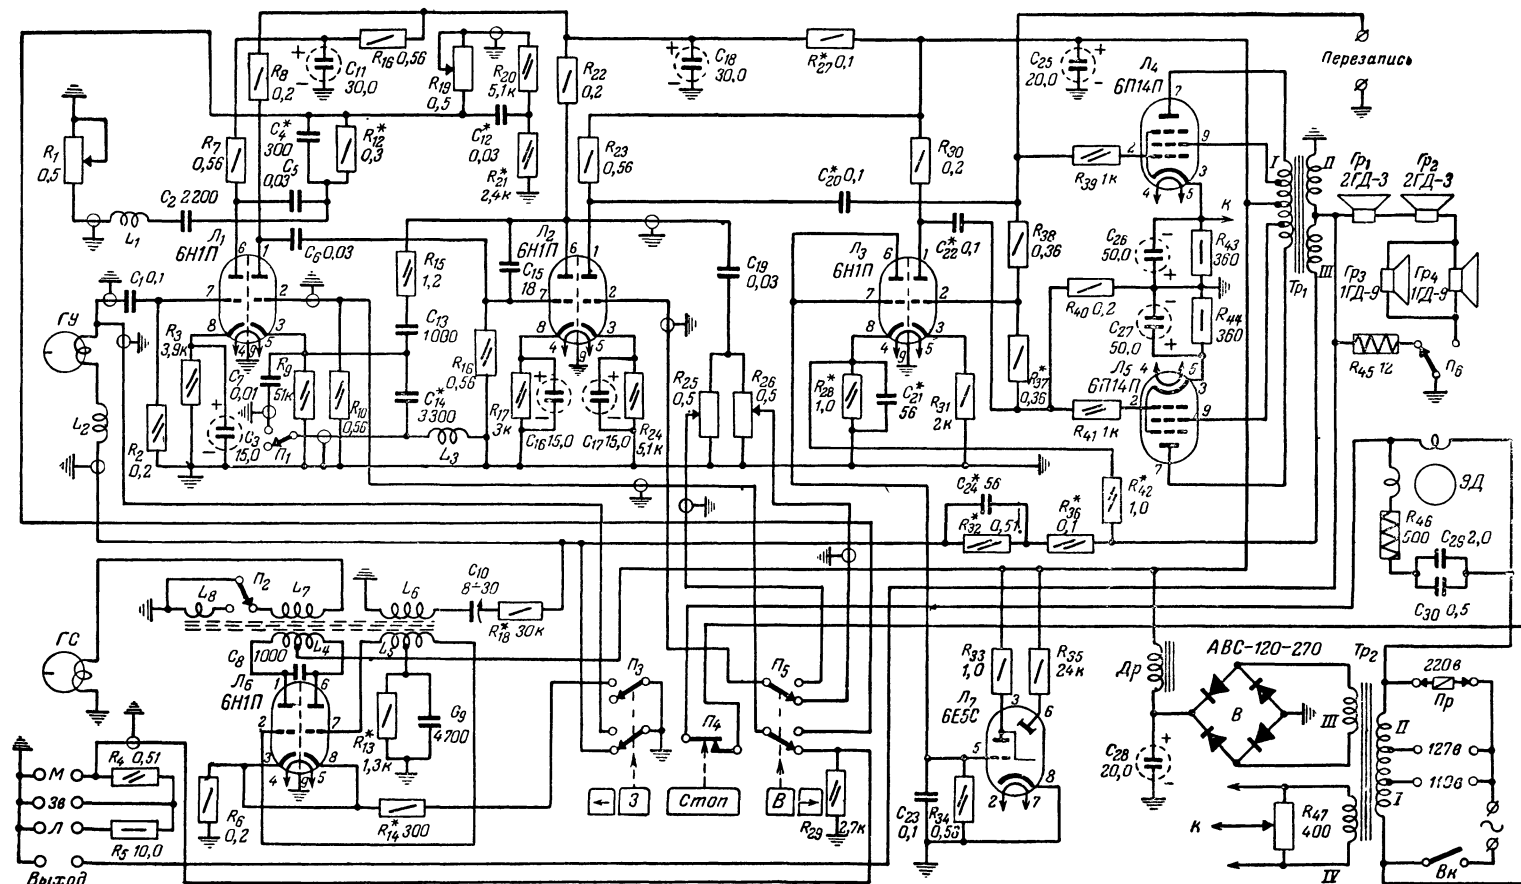 R₁₆ 0,56
C₁₁
30,0
R₈
0,2
R₁₉
0,5
R₂₀
5,1к
R₂₂
0,2
C₁₈
30,0
R₂₇* 0,1
C₂₅
20,0
Л₄
6П14П
Перезапись
R₁
0,5
R₇
0,56
C₄*
300
R₁₂*
0,3
C₅
0,03
C₁₂*
0,03
R₂₁*
2,4к
R₂₃
0,56
R₃₀
0,2
C₂₀* 0,1
R₃₉ 1к
Гр₁
2ГД-3
Гр₂
2ГД-3
C₂ 2200
L₁
Л₁
6Н1П
C₆ 0,03
R₁₅
1,2
C₁₅
18
Л₂
6Н1П
C₁₉
0,03
Л₃
6Н1П
C₂₂* 0,1
R₃₈
0,36
C₂₆
50,0
R₄₃
360
К
I
II
III
Тр₁
Гр₃
1ГД-9
Гр₄
1ГД-9
C₁ 0,1
ГУ
R₃
3,9к
C₇
0,01
R₉
51к
C₁₃
1000
R₁₆
0,56
C₁₄*
3300
R₄₀ 0,2
C₂₇
50,0
R₄₄
360
Л₅
6П14П
R₄₅ 12
П₆
L₂
R₂
0,2
C₃
15,0
П₁
R₁₀
0,56
L₃
R₁₇
3к
C₁₆ 15,0
C₁₇ 15,0
R₂₄
5,1к
R₂₅
0,5
R₂₆
0,5
R₂₈*
1,0
C₂₁*
56
R₃₁
2к
R₃₇*
0,36
R₄₁ 1к
C₂₄* 56
R₃₂* 0,51
R₃₆*
0,1
R₄₂*
1,0
ЭД
R₄₆
500
C₂₉ 2,0
C₃₀ 0,5
L₈
П₂
L₇
L₆
C₁₀
8÷30
R₁₈* 30к
ГС
C₈ 1000
L₄
L₅
Л₆
6Н1П
R₁₃*
1,3к
C₉
4700
П₃
П₄
П₅
R₃₃
1,0
R₃₅
24к
Л₇
6Е5С
Др
АВС-120-270
В
Тр₂
220в
Пр
127в
110в
III
II
I
C₂₈
20,0
R₄ 0,51
М
Зв
Л
R₅ 10,0
Выход
R₆
0,2
R₁₄* 300
← З
Стоп
В →
R₂₉ 2,7к
C₂₃
0,1
R₃₄
0,56
К
R₄₇
400
IV
Вк